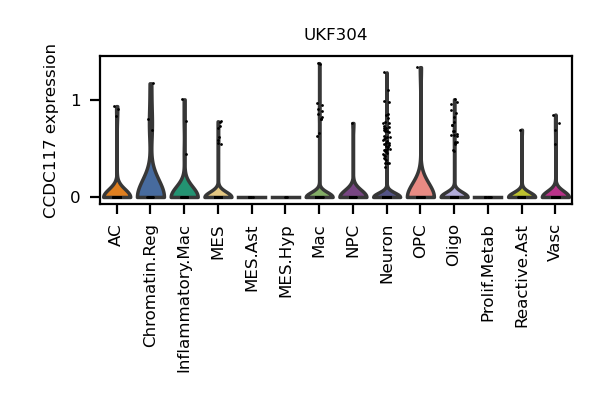 UKF304
CCDC117 expression
1
0
AC
Chromatin.Reg
Inflammatory.Mac
MES
MES.Ast
MES.Hyp
Mac
NPC
Neuron
OPC
Oligo
Prolif.Metab
Reactive.Ast
Vasc